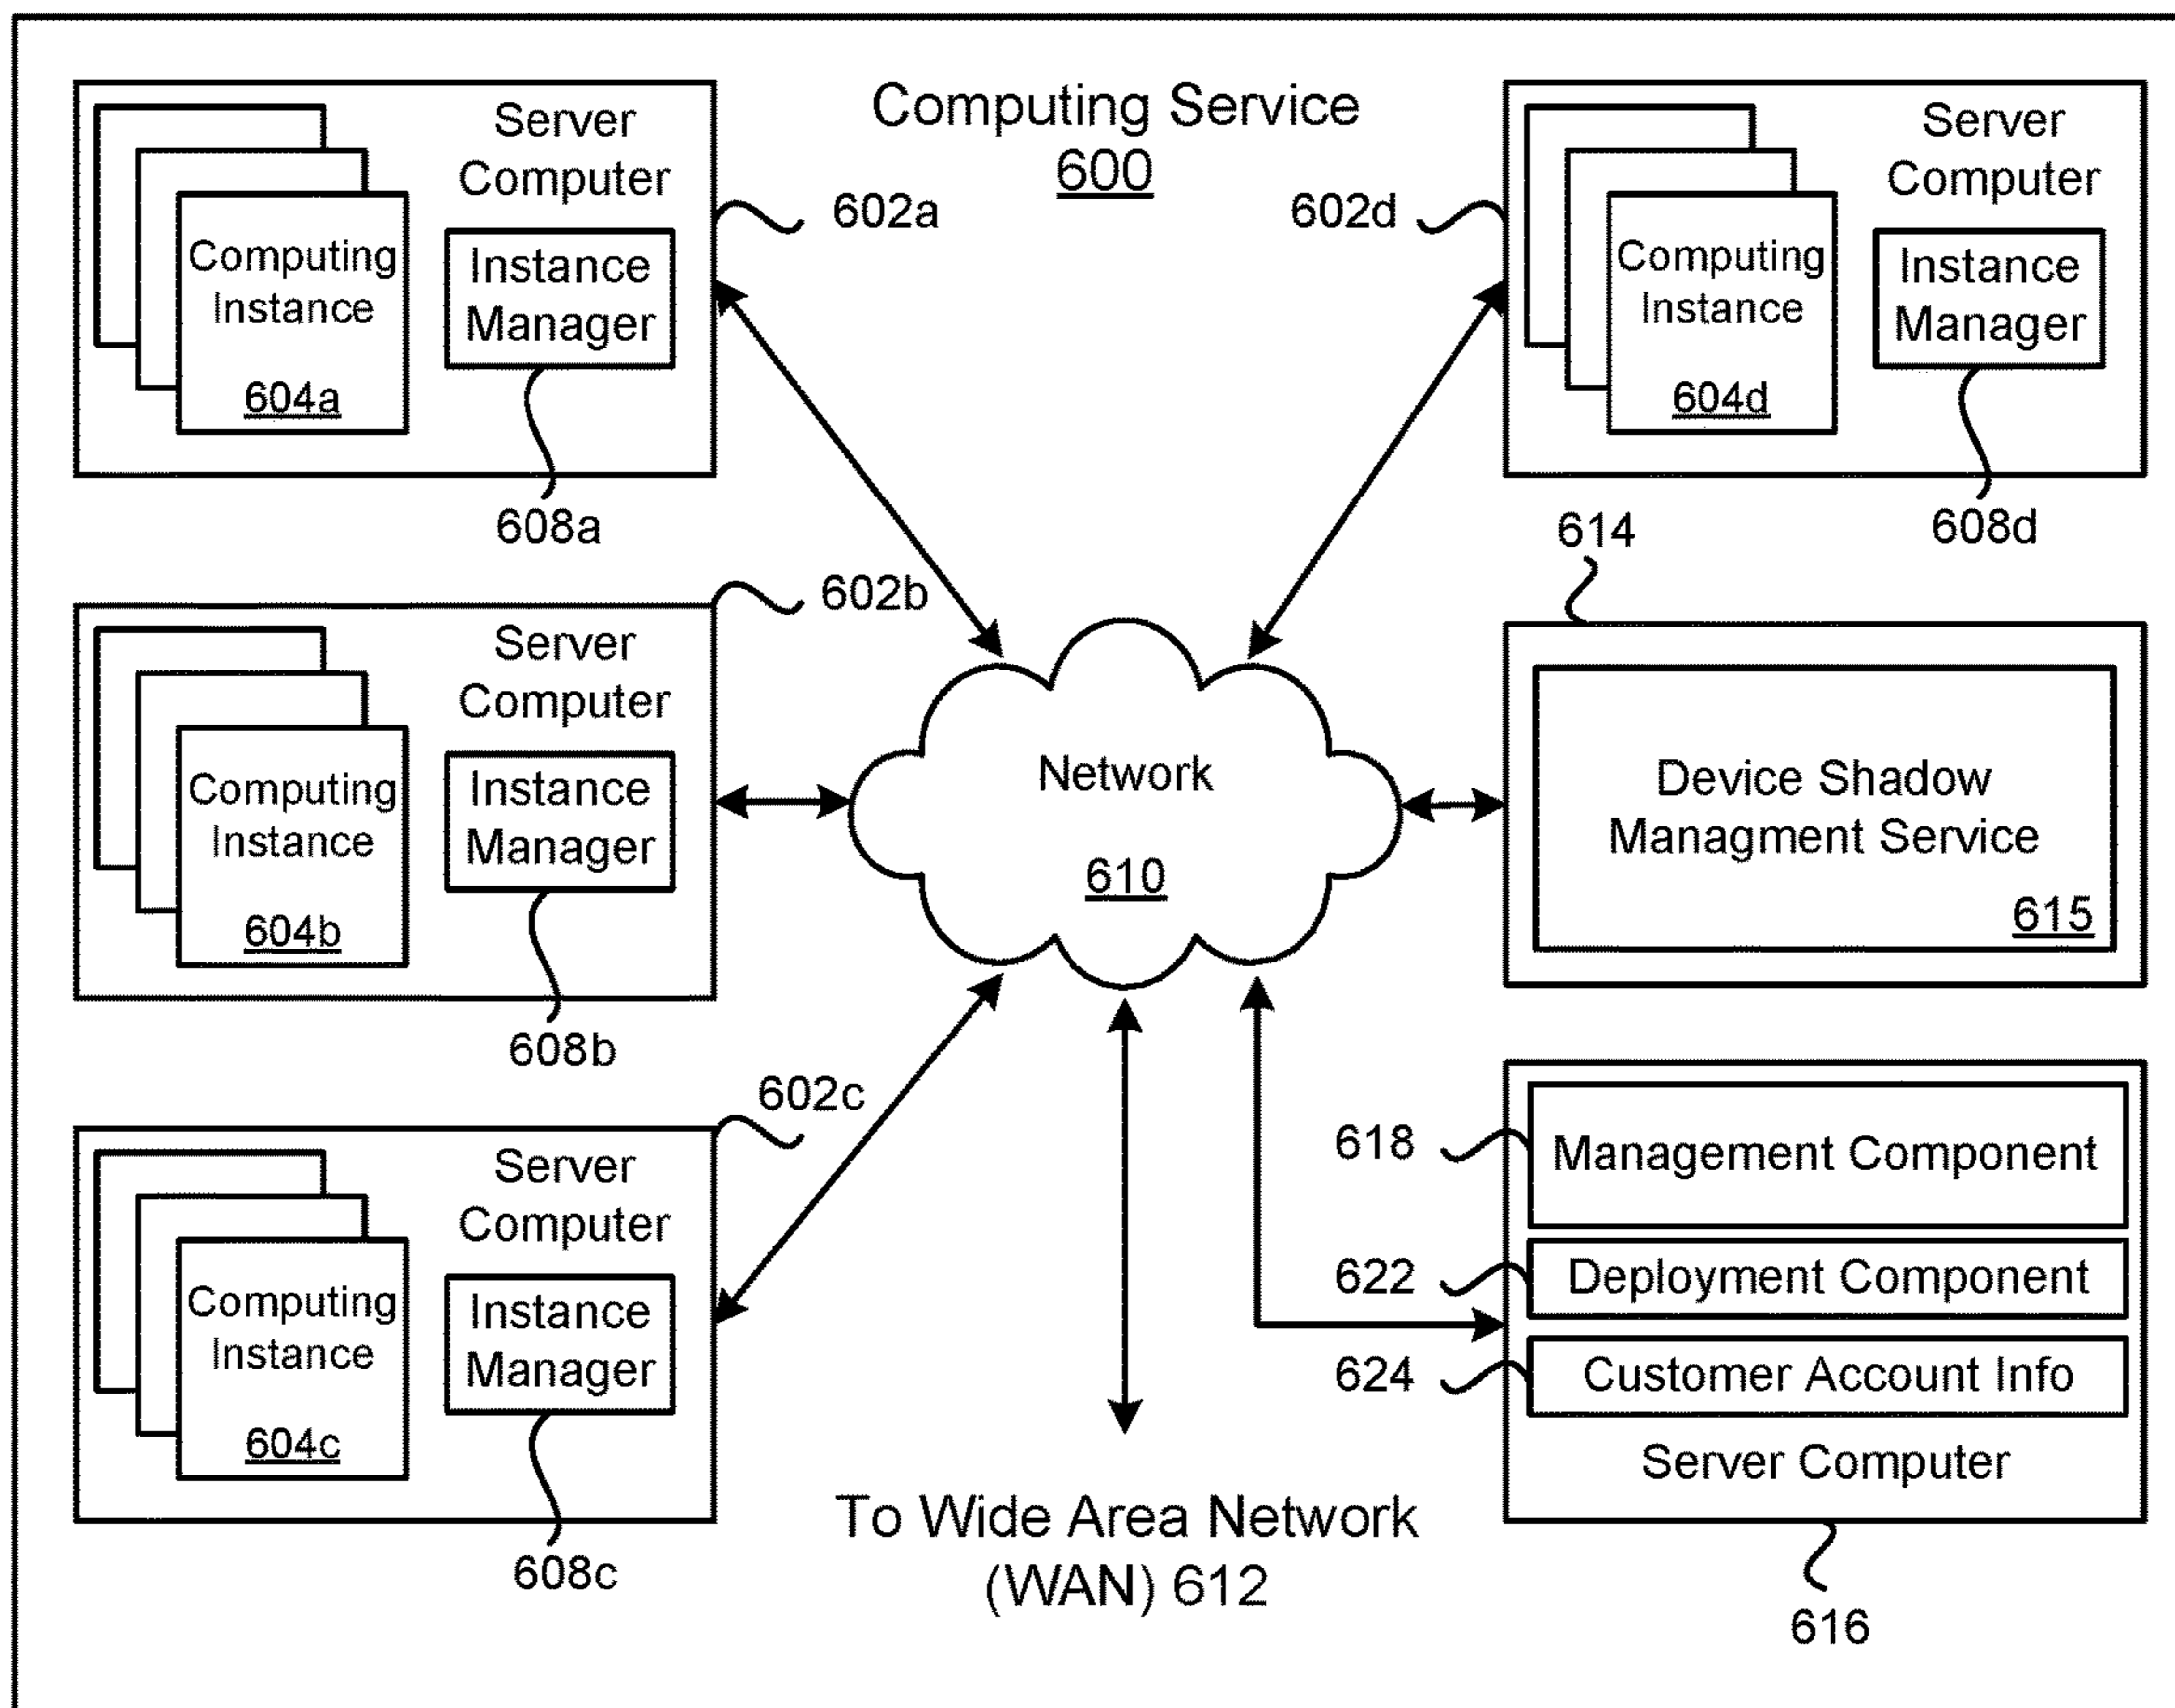 Computing Service
600
Server
Computer
Computing
Instance
604a
Instance
Manager
602a
608a
Server
Computer
Computing
Instance
604d
Instance
Manager
602d
608d
Server
Computer
Computing
Instance
604b
Instance
Manager
602b
608b
Network
610
614
Device Shadow
Managment Service
615
Server
Computer
Computing
Instance
604c
Instance
Manager
602c
608c
To Wide Area Network
(WAN) 612
618
Management Component
622
Deployment Component
624
Customer Account Info
Server Computer
616